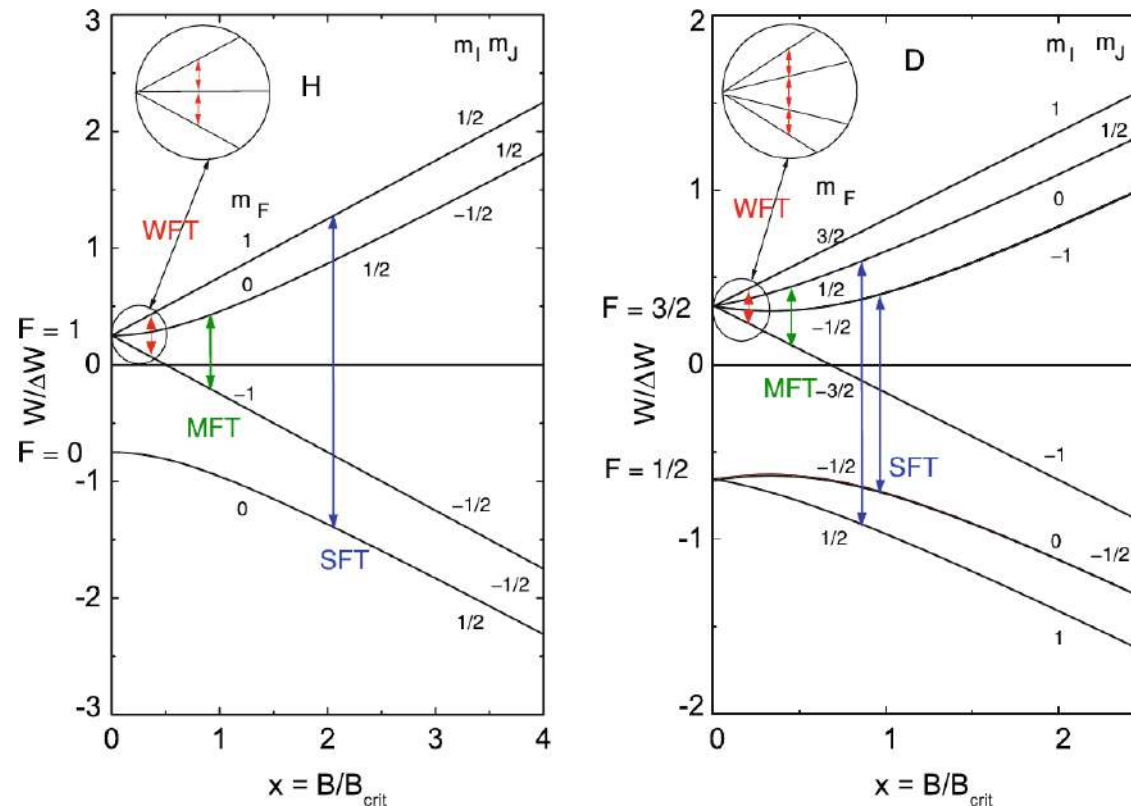 3
H
m_I m_J
2
1/2
1/2
m_F
WFT
1
-1/2
1
0
1/2
F = 1
W/ΔW
0
-1
MFT
F = 0
-1
0
-1/2
SFT
-1/2
-2
1/2
-3
0
1
2
3
4
x = B/B_crit
2
D
m_I m_J
1
1/2
0
m_F
WFT
1
3/2
-1
1/2
F = 3/2
-1/2
W/ΔW
0
MFT
-3/2
-1
SFT
F = 1/2
-1/2
0
-1/2
-1
1/2
1
-2
0
1
2
x = B/B_crit